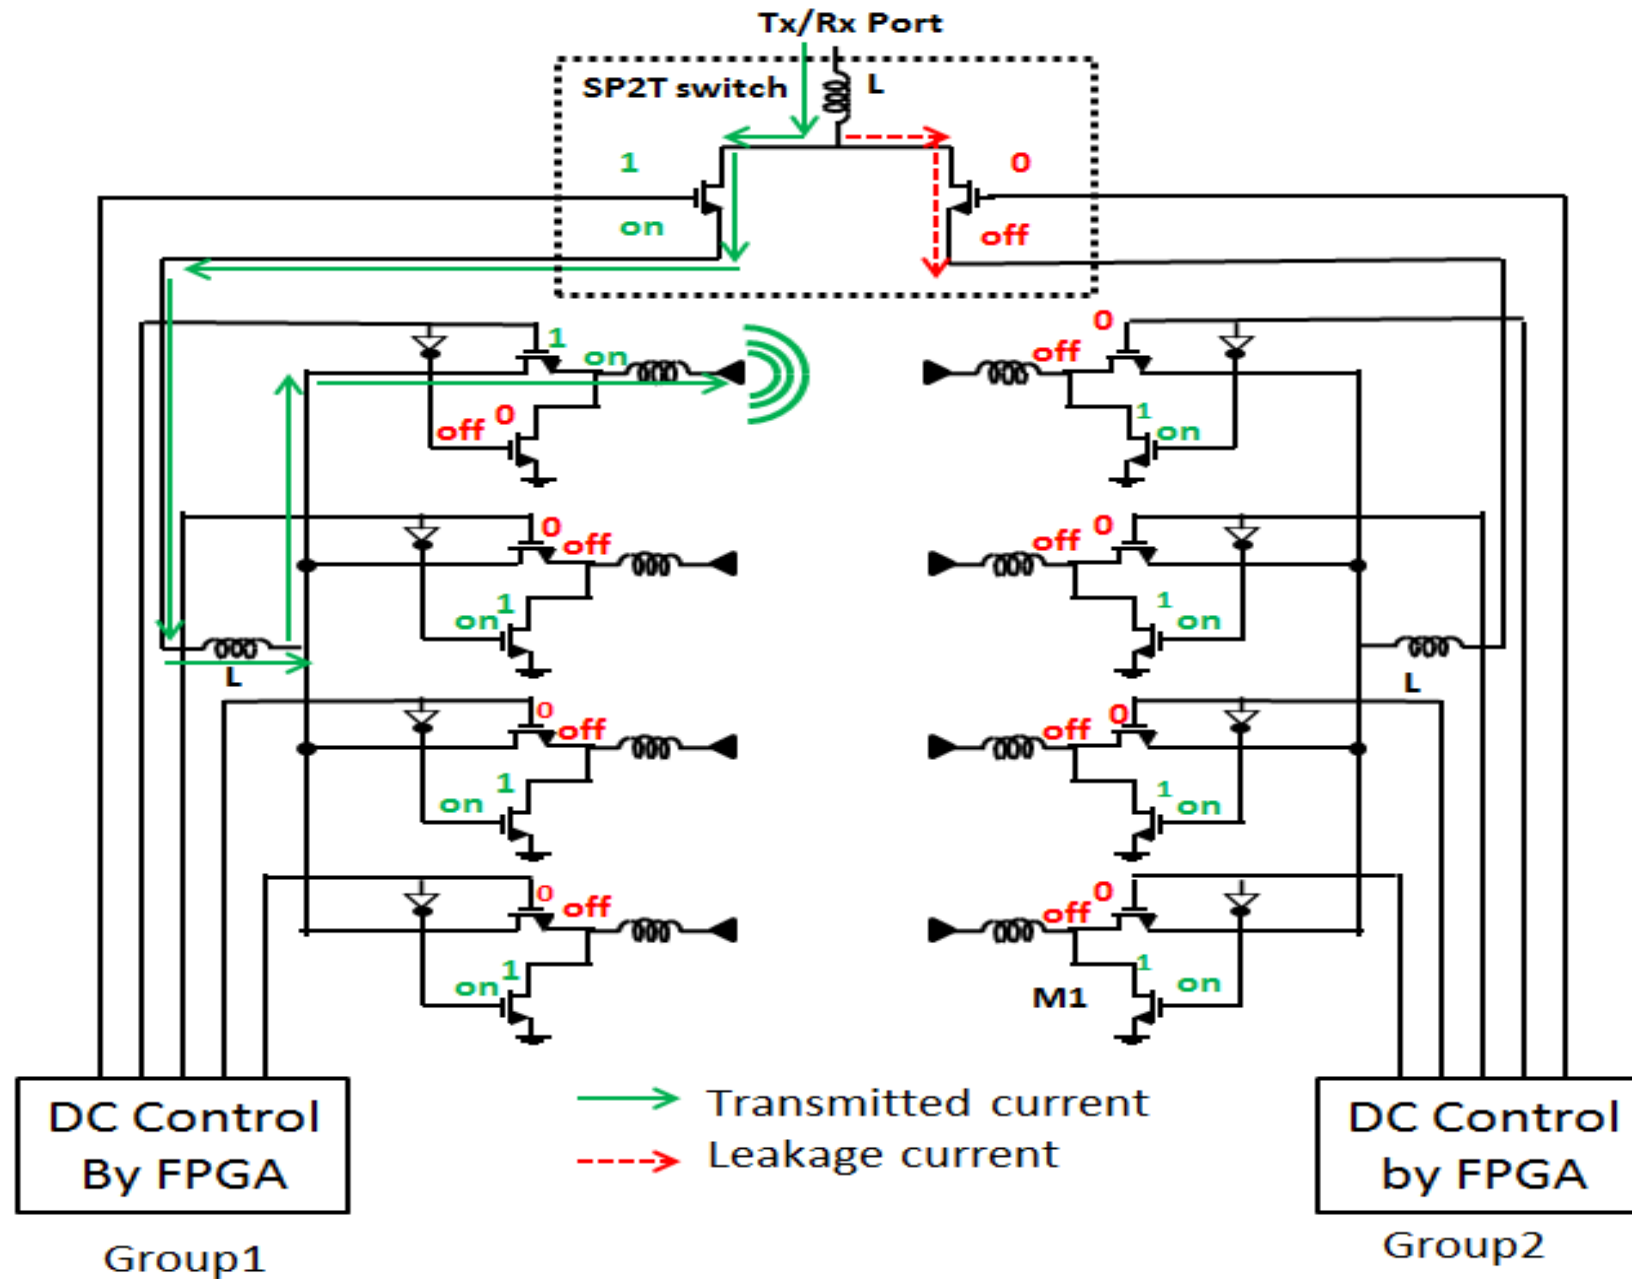 Tx/Rx Port
SP2T switch
L
1
0
on
off
1
on
0
off
0
off
1
on
0
off
1
on
0
off
1
on
L
L
0
off
1
on
0
off
1
on
0
off
1
on
0
off
1
on
M1
DC Control
By FPGA
Group1
Transmitted current
Leakage current
DC Control
by FPGA
Group2